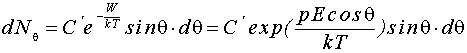 dN_θ = C′e^{-W/kT} sinθ·dθ = C′exp(pEcosθ/kT)sinθ·dθ